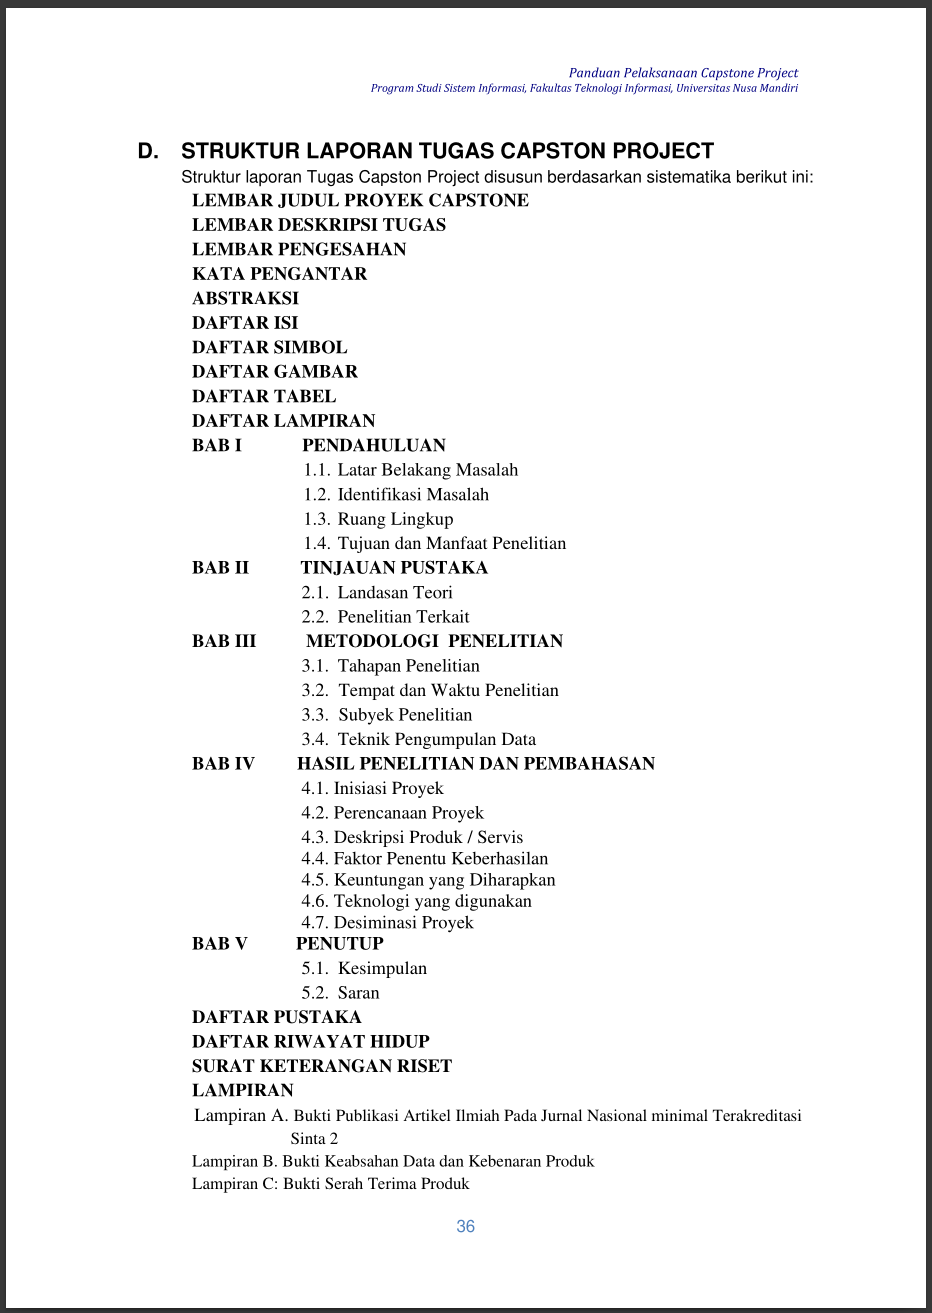 Panduan Pelaksanaan Capstone Project
Program Studi Sistem Informasi, Fakultas Teknologi Informasi, Universitas Nusa Mandiri
D. STRUKTUR LAPORAN TUGAS CAPSTON PROJECT
Struktur laporan Tugas Capston Project disusun berdasarkan sistematika berikut ini:
LEMBAR JUDUL PROYEK CAPSTONE
LEMBAR DESKRIPSI TUGAS
LEMBAR PENGESAHAN
KATA PENGANTAR
ABSTRAKSI
DAFTAR ISI
DAFTAR SIMBOL
DAFTAR GAMBAR
DAFTAR TABEL
DAFTAR LAMPIRAN
BAB I PENDAHULUAN
1.1. Latar Belakang Masalah
1.2. Identifikasi Masalah
1.3. Ruang Lingkup
1.4. Tujuan dan Manfaat Penelitian
BAB II TINJAUAN PUSTAKA
2.1. Landasan Teori
2.2. Penelitian Terkait
BAB III METODOLOGI PENELITIAN
3.1. Tahapan Penelitian
3.2. Tempat dan Waktu Penelitian
3.3. Subyek Penelitian
3.4. Teknik Pengumpulan Data
BAB IV HASIL PENELITIAN DAN PEMBAHASAN
4.1. Inisiasi Proyek
4.2. Perencanaan Proyek
4.3. Deskripsi Produk / Servis
4.4. Faktor Penentu Keberhasilan
4.5. Keuntungan yang Diharapkan
4.6. Teknologi yang digunakan
4.7. Desiminasi Proyek
BAB V PENUTUP
5.1. Kesimpulan
5.2. Saran
DAFTAR PUSTAKA
DAFTAR RIWAYAT HIDUP
SURAT KETERANGAN RISET
LAMPIRAN
Lampiran A. Bukti Publikasi Artikel Ilmiah Pada Jurnal Nasional minimal Terakreditasi
Sinta 2
Lampiran B. Bukti Keabsahan Data dan Kebenaran Produk
Lampiran C: Bukti Serah Terima Produk
36